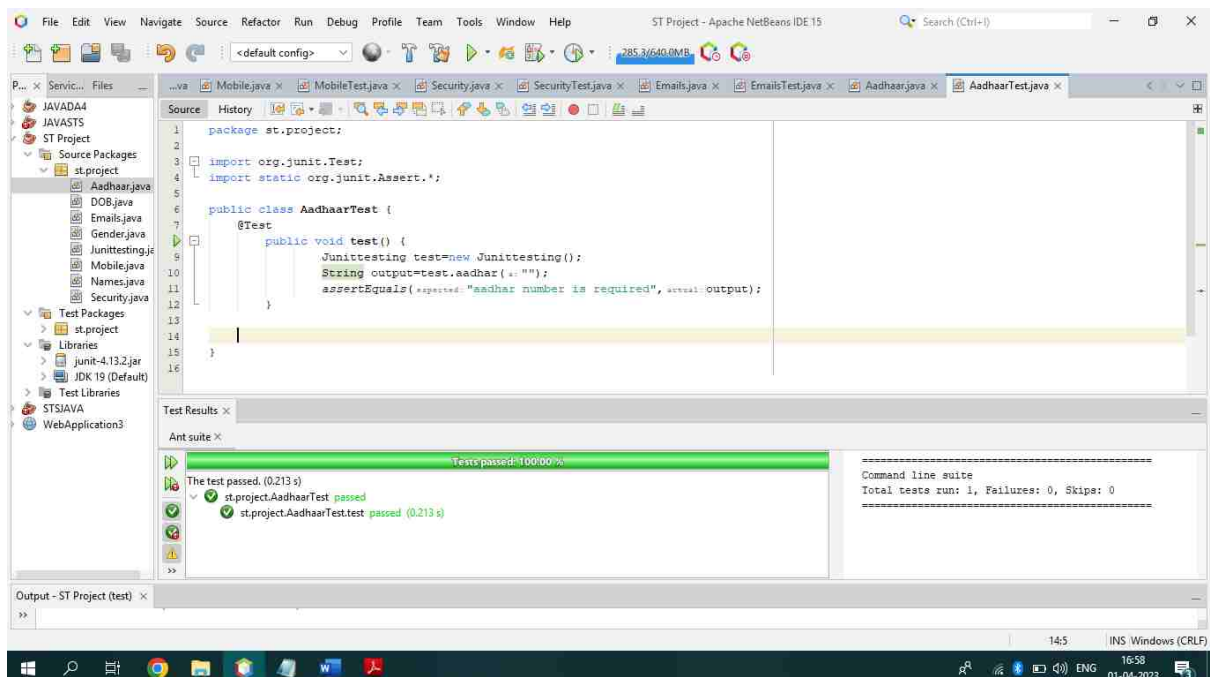 File Edit View Navigate Source Refactor Run Debug Profile Team Tools Window Help ST Project - Apache NetBeans IDE 15 Search (Ctrl+I)
<default config> 285.3/640.0MB
P... Servic... Files
...va Mobile.java MobileTest.java Security.java SecurityTest.java Emails.java EmailsTest.java Aadhaar.java AadhaarTest.java
Source History
JAVADA4
JAVASTS
ST Project
Source Packages
st.project
Aadhaar.java
DOB.java
Emails.java
Gender.java
Junittesting.ja
Mobile.java
Names.java
Security.java
Test Packages
st.project
Libraries
junit-4.13.2.jar
JDK 19 (Default)
Test Libraries
STSJAVA
WebApplication3
1 package st.project;
2
3 import org.junit.Test;
4 import static org.junit.Assert.*;
5
6 public class AadhaarTest {
7 @Test
public void test() {
9 Junittesting test=new Junittesting();
10 String output=test.aadhar( a: "");
11 assertEquals( expected: "aadhar number is required", actual: output);
12 }
13
14
15 }
16
Test Results
Ant suite
Tests passed: 100.00 %
The test passed. (0.213 s)
st.project.AadhaarTest passed
st.project.AadhaarTest.test passed (0.213 s)
================================================
Command line suite
Total tests run: 1, Failures: 0, Skips: 0
================================================
Output - ST Project (test)
14:5 INS Windows (CRLF)
ENG 16:58
01-04-2023